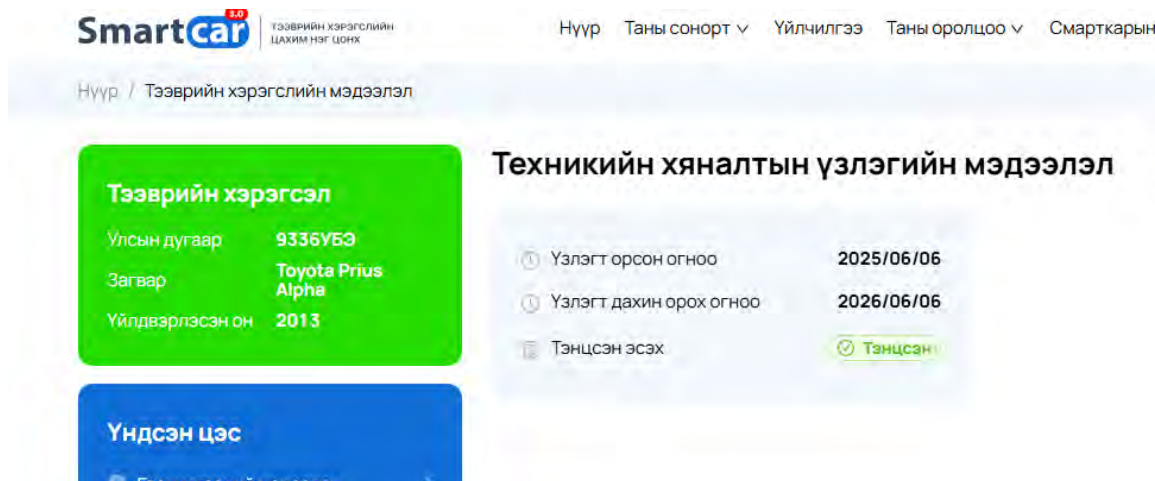 Smartcar 3.0
ТЭЭВРИЙН ХЭРЭГСЛИЙН
ЦАХИМ НЭГ ЦОНХ
Нүүр Таны сонорт Үйлчилгээ Таны оролцоо Смарткарын
Нүүр / Тээврийн хэрэгслийн мэдээлэл
Тээврийн хэрэгсэл
Улсын дугаар 9336УБЭ
Загвар Toyota Prius
Alpha
Үйлдвэрлэсэн он 2013
Үндсэн цэс
Техникийн хяналтын үзлэгийн мэдээлэл
Үзлэгт орсон огноо 2025/06/06
Үзлэгт дахин орох огноо 2026/06/06
Тэнцсэн эсэх Тэнцсэн